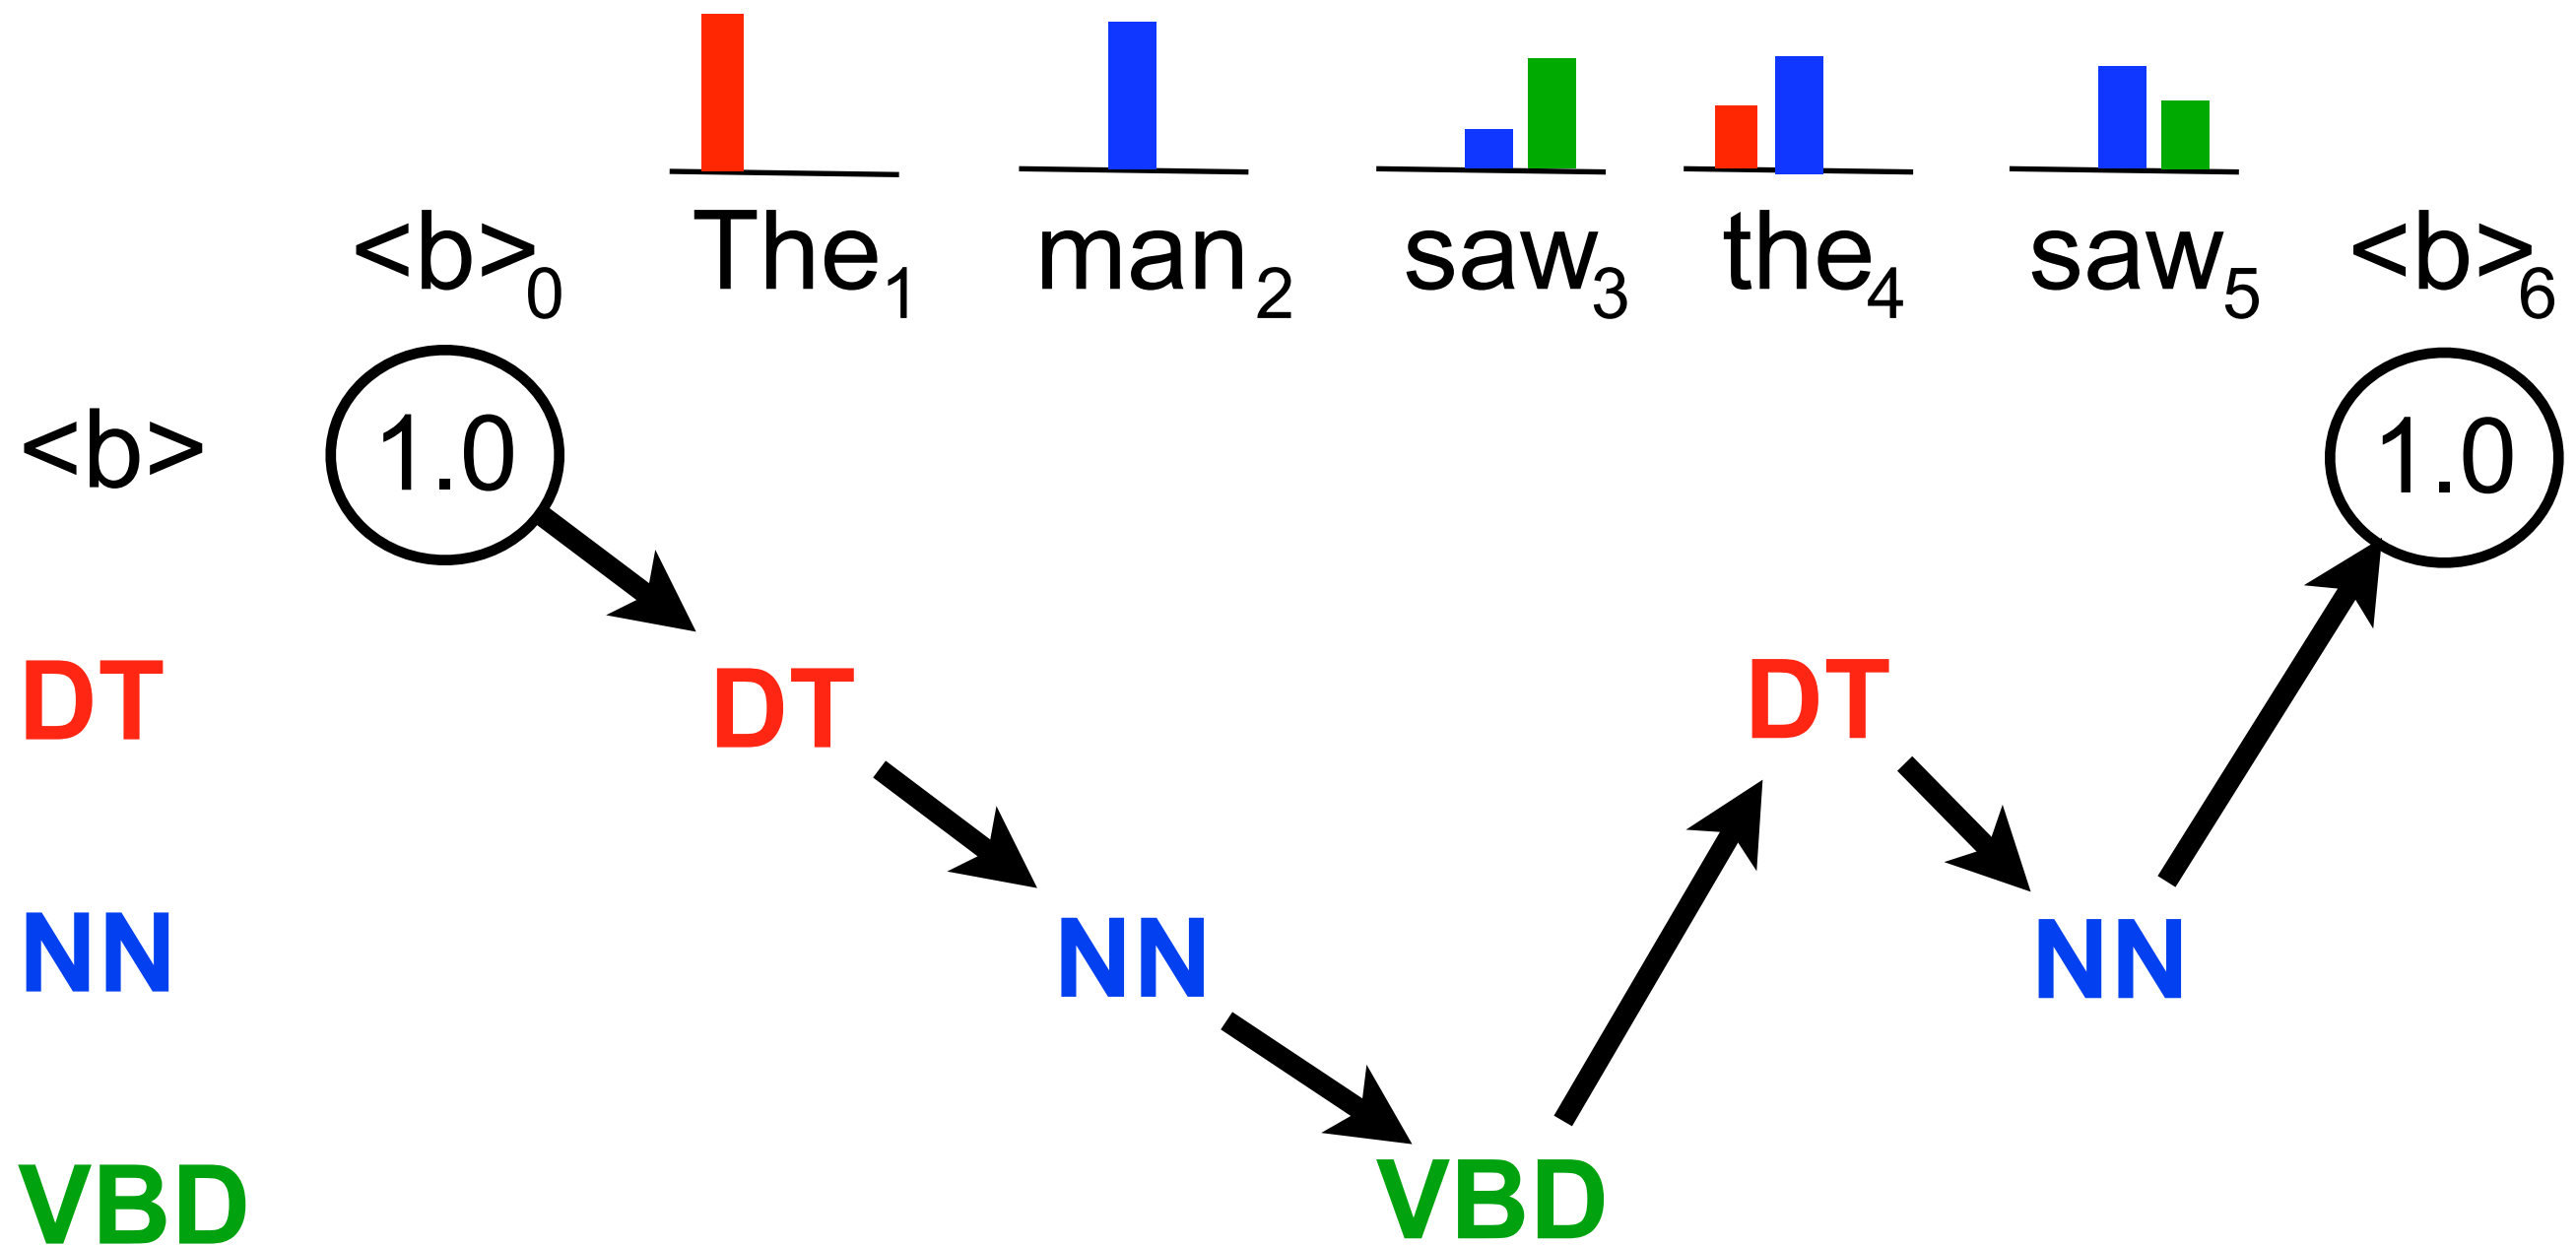 <b>0 The1 man2 saw3 the4 saw5 <b>6
<b> 1.0 1.0
DT DT DT
NN NN NN
VBD VBD